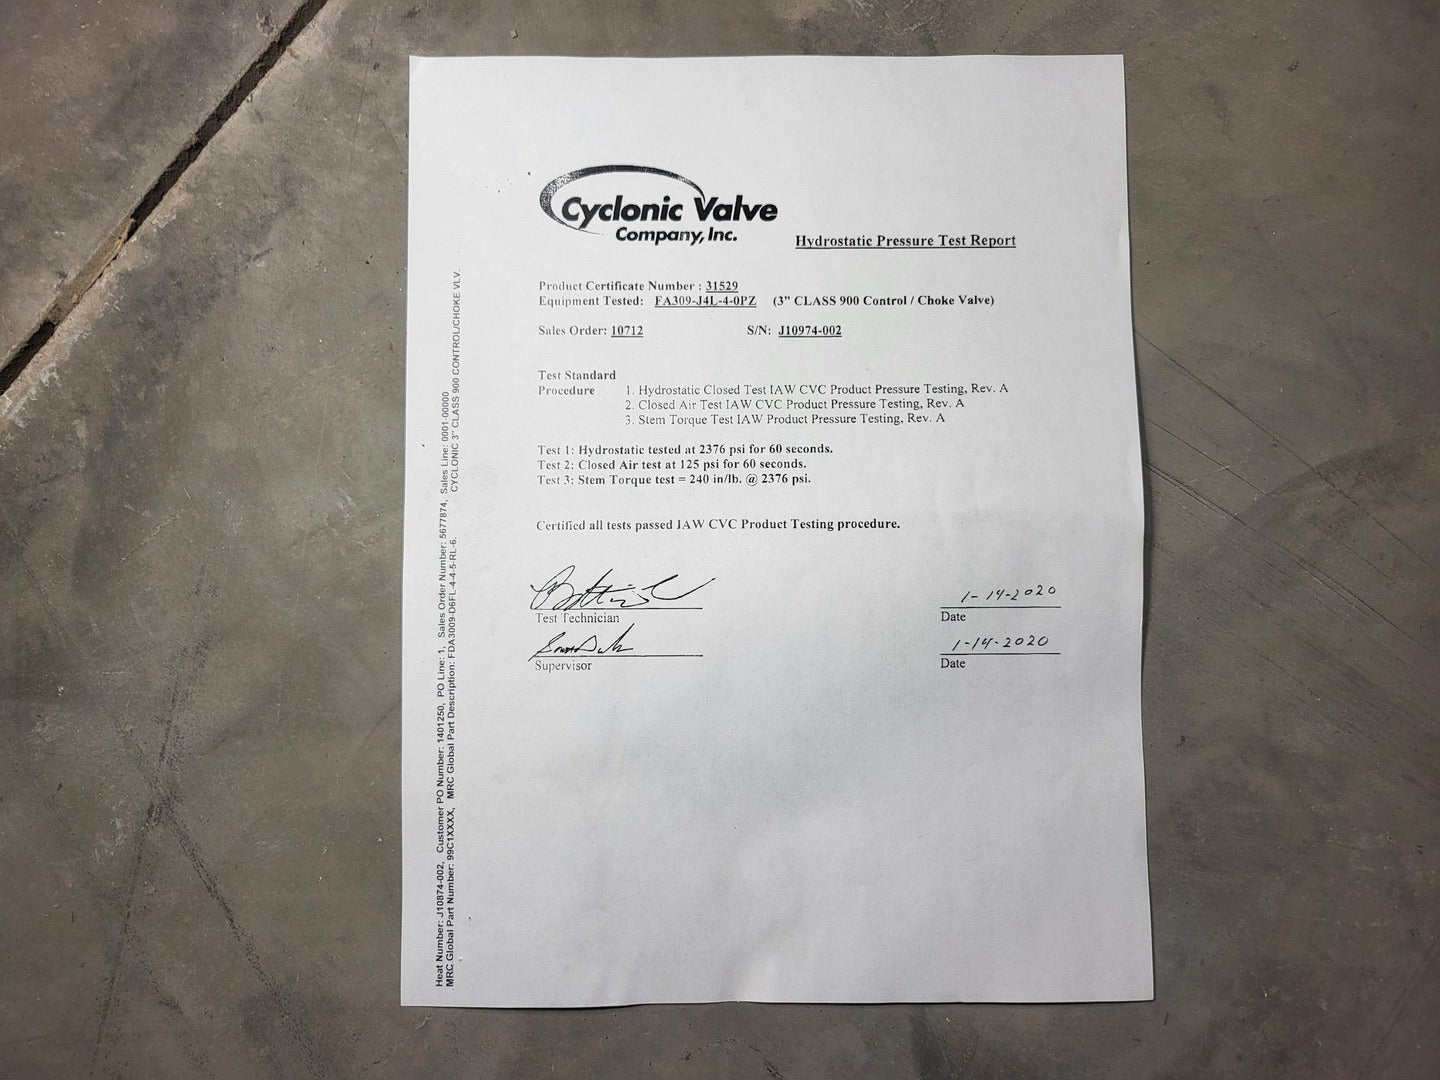 Cyclonic Valve
Company, Inc.
Hydrostatic Pressure Test Report
Product Certificate Number : 31529
Equipment Tested: FA309-J4L-4-0PZ (3" CLASS 900 Control / Choke Valve)
Sales Order: 10712 S/N: J10974-002
Test Standard
Procedure 1. Hydrostatic Closed Test IAW CVC Product Pressure Testing, Rev. A
2. Closed Air Test IAW CVC Product Pressure Testing, Rev. A
3. Stem Torque Test IAW Product Pressure Testing, Rev. A
Test 1: Hydrostatic tested at 2376 psi for 60 seconds.
Test 2: Closed Air test at 125 psi for 60 seconds.
Test 3: Stem Torque test = 240 in/lb. @ 2376 psi.
Certified all tests passed IAW CVC Product Testing procedure.
1-14-2020
Test Technician Date
1-14-2020
Supervisor Date
Heat Number: J10874-002, Customer PO Number: 1401250, PO Line: 1, Sales Order Number: 5677874, Sales Line: 0001-00000
MRC Global Part Number: 99C1XXXX, MRC Global Part Description: FDA3009-D6FL-4-4-5-RL-6. CYCLONIC 3" CLASS 900 CONTROL/CHOKE VLV.